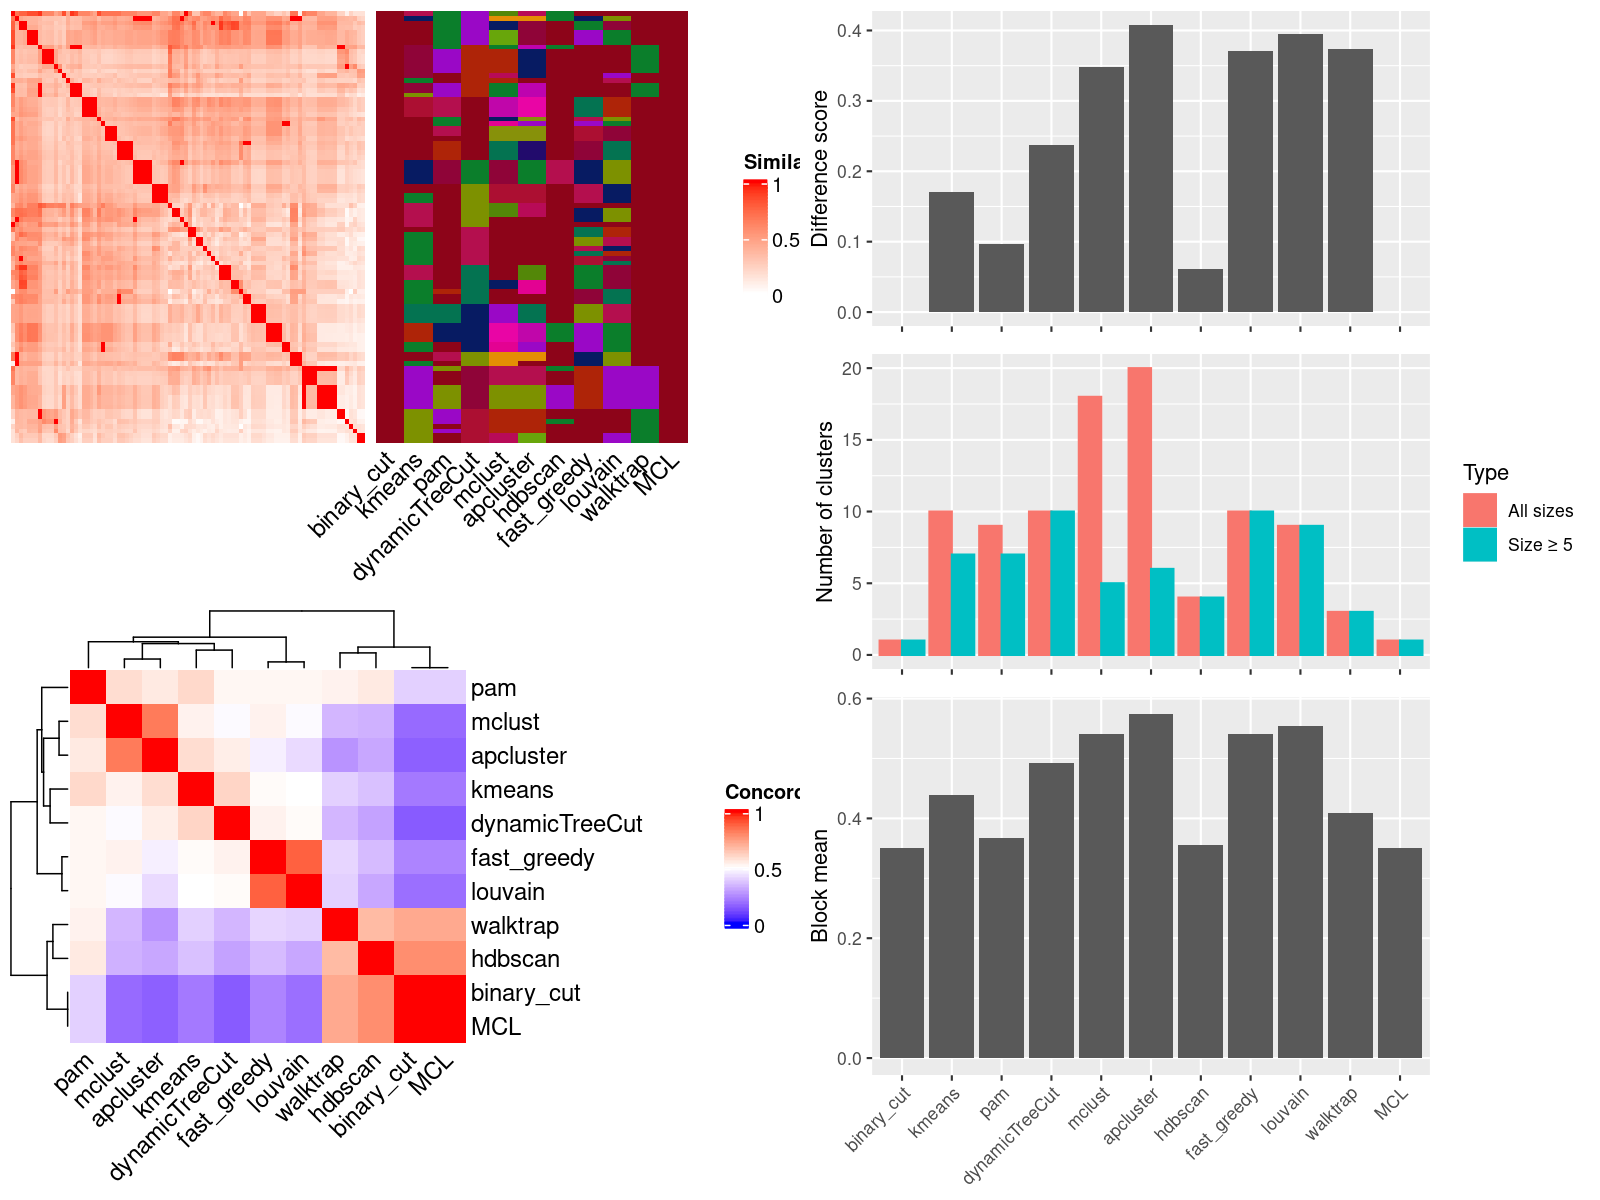 Simila
1
0.5
0
binary_cut
kmeans
pam
dynamicTreeCut
mclust
apcluster
hdbscan
fast_greedy
louvain
walktrap
MCL
pam
mclust
apcluster
kmeans
dynamicTreeCut
fast_greedy
louvain
walktrap
hdbscan
binary_cut
MCL
pam
mclust
apcluster
kmeans
dynamicTreeCut
fast_greedy
louvain
walktrap
hdbscan
binary_cut
MCL
Concord
1
0.5
0
Difference score
0.4
0.3
0.2
0.1
0.0
Number of clusters
20
15
10
5
0
Type
All sizes
Size ≥ 5
Block mean
0.6
0.4
0.2
0.0
binary_cut
kmeans
pam
dynamicTreeCut
mclust
apcluster
hdbscan
fast_greedy
louvain
walktrap
MCL